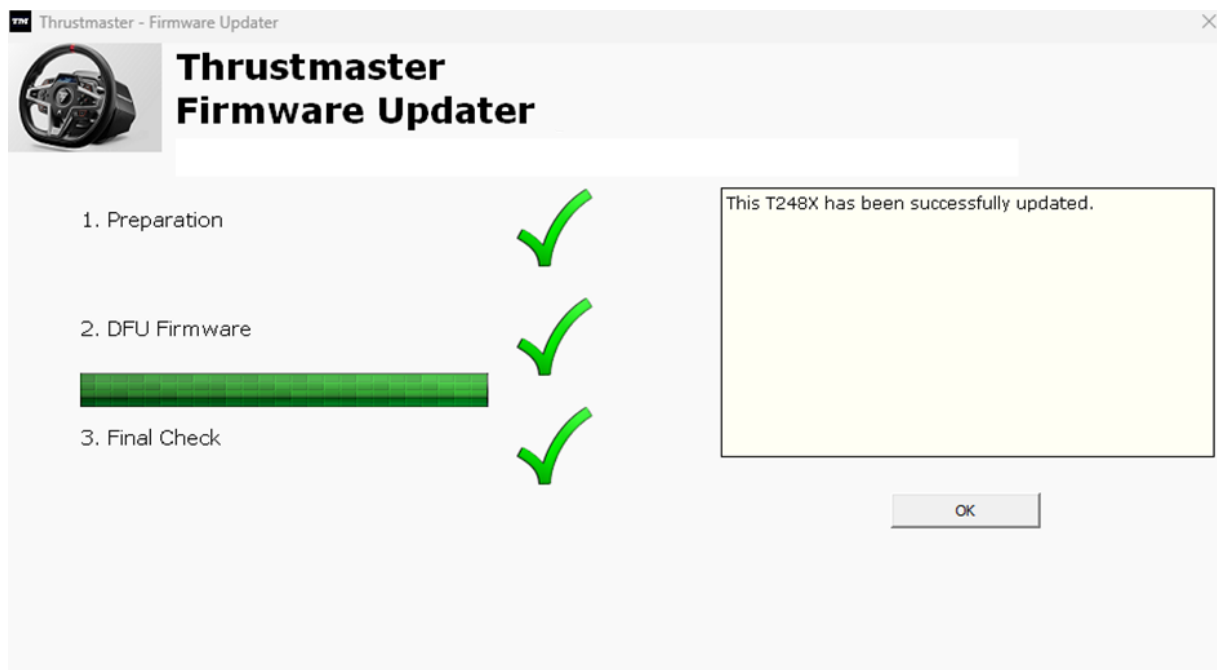 TM Thrustmaster - Firmware Updater
Thrustmaster
Firmware Updater
1. Preparation
2. DFU Firmware
3. Final Check
This T248X has been successfully updated.
OK